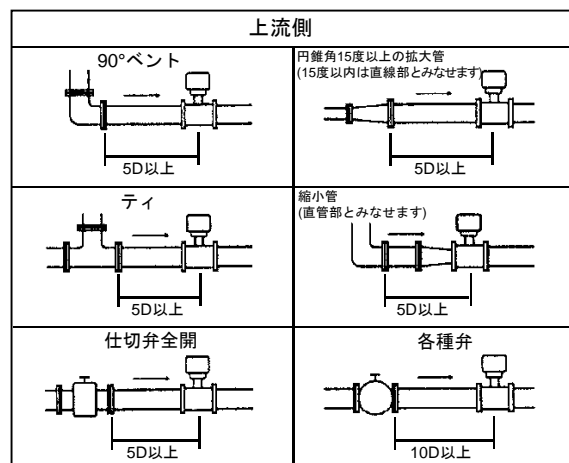 上流側
90°ベント
5D以上
円錐角15度以上の拡大管
(15度以内は直線部とみなせます)
5D以上
ティ
5D以上
縮小管
(直管部とみなせます)
5D以上
仕切弁全開
5D以上
各種弁
10D以上